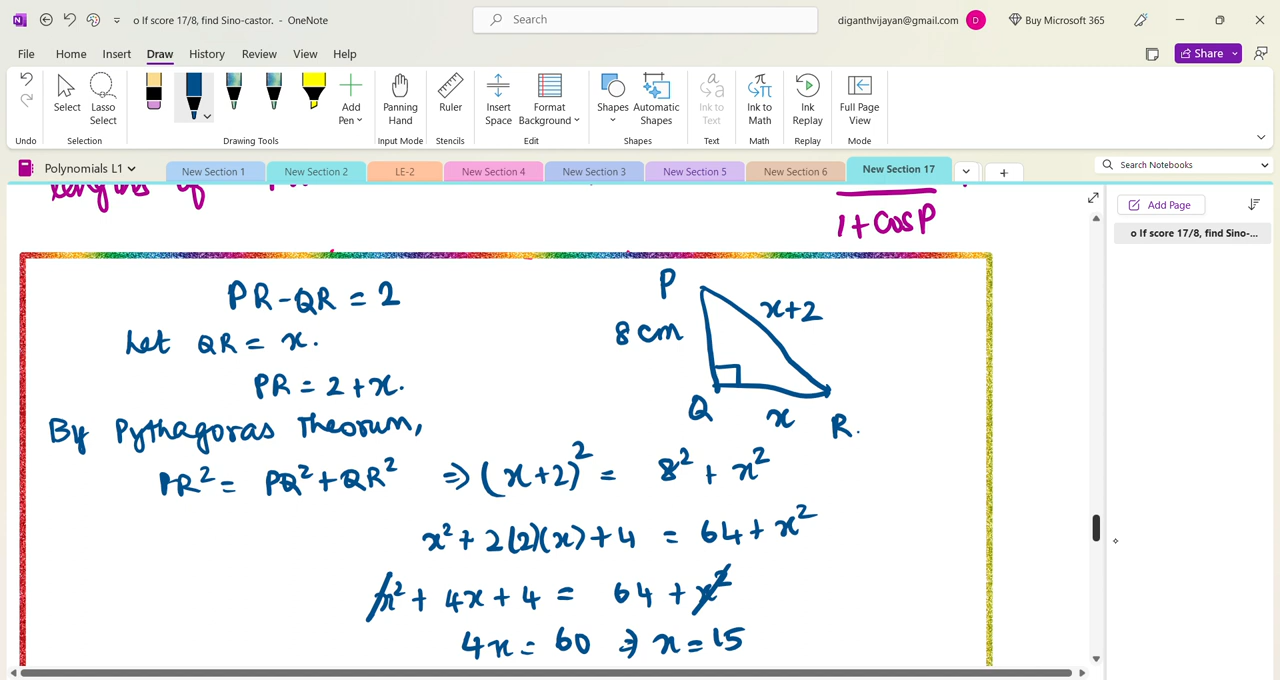 o If score 17/8, find Sino-castor. - OneNote
Search
diganthvijayan@gmail.com
D
Buy Microsoft 365
File Home Insert Draw History Review View Help
Share
Undo
Select
Lasso Select
Add Pen
Panning Hand
Ruler
Insert Space
Format Background
Shapes
Automatic Shapes
Ink to Text
Ink to Math
Ink Replay
Full Page View
Undo Selection Drawing Tools Input Mode Stencils Edit Shapes Text Math Replay Mode
Polynomials L1
New Section 1 New Section 2 LE-2 New Section 4 New Section 3 New Section 5 New Section 6 New Section 17
Search Notebooks
Add Page
o If score 17/8, find Sino-...
lengths of
1 + Cos P
PR - QR = 2
Let QR = x.
PR = 2 + x.
P
8 cm
x+2
Q
x
R.
By Pythagoras Theorum,
PR² = PQ² + QR² ⇒ (x+2)² = 8² + x²
x² + 2(2)(x) + 4 = 64 + x²
x² + 4x + 4 = 64 + x²
4x = 60 ⇒ x = 15